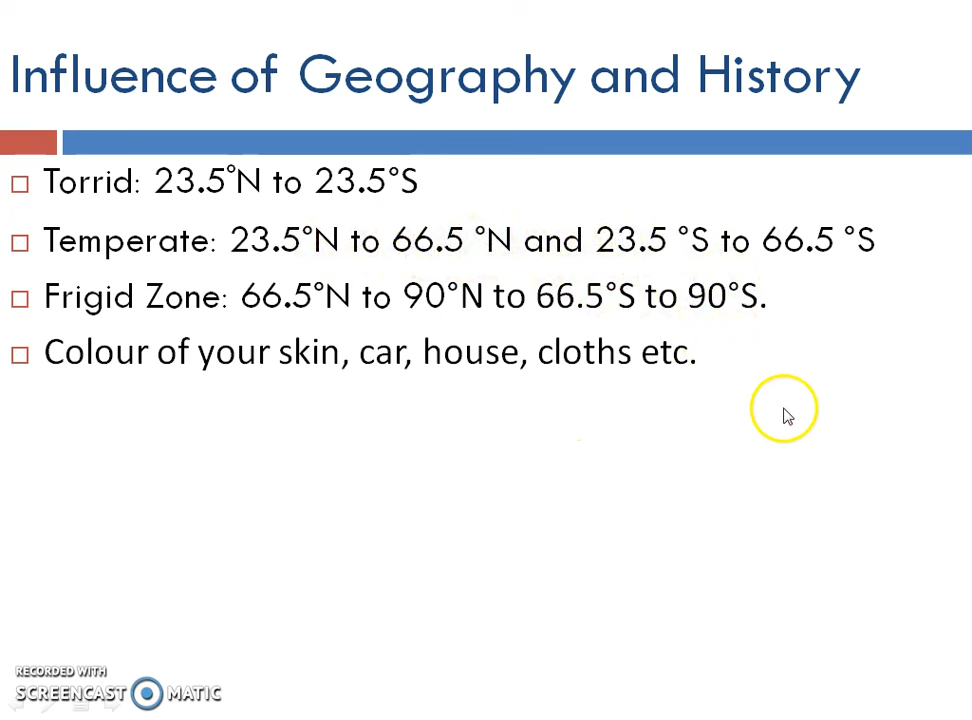 Influence of Geography and History
Torrid: 23.5°N to 23.5°S
Temperate: 23.5°N to 66.5 °N and 23.5 °S to 66.5 °S
Frigid Zone: 66.5°N to 90°N to 66.5°S to 90°S.
Colour of your skin, car, house, cloths etc.
RECORDED WITH
SCREENCAST MATIC